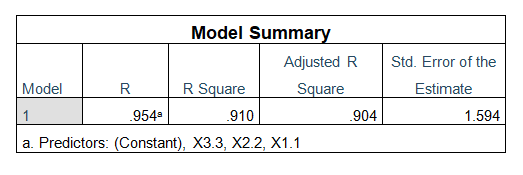 Model Summary
Adjusted R Std. Error of the
Model R R Square Square Estimate
1 .954ᵃ .910 .904 1.594
a. Predictors: (Constant), X3.3, X2.2, X1.1